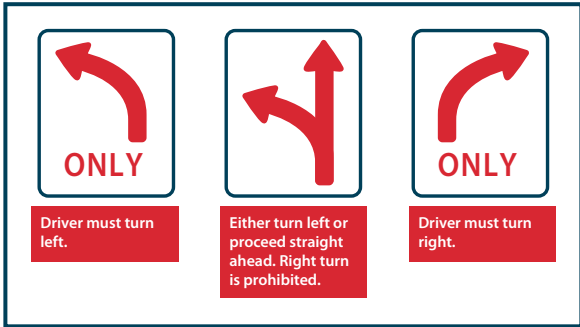 ONLY
Driver must turn
left.
Either turn left or
proceed straight
ahead. Right turn
is prohibited.
ONLY
Driver must turn
right.